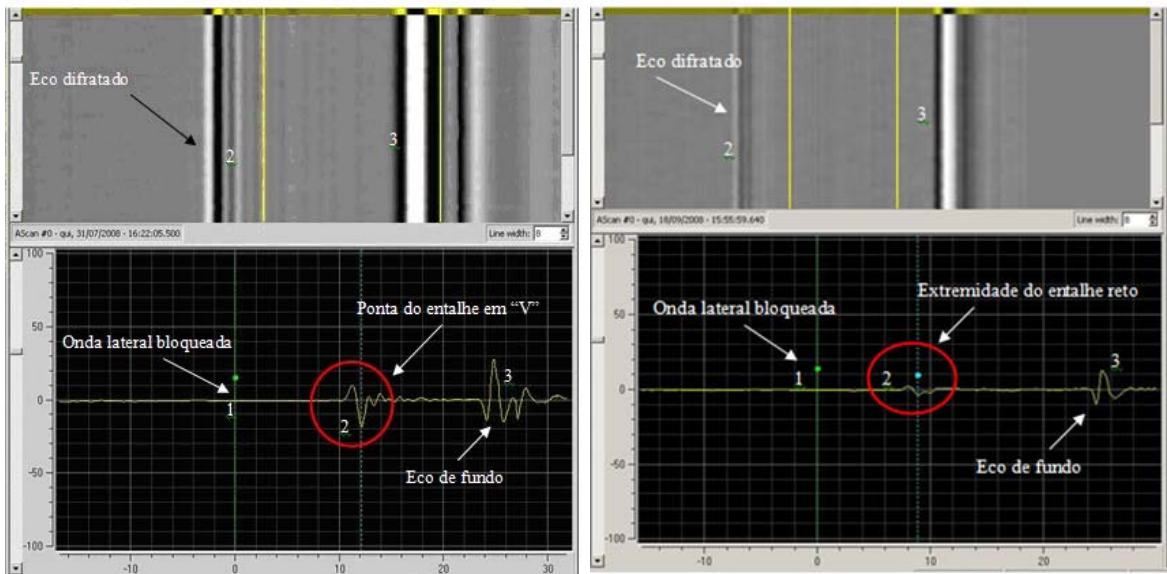 Eco difratado
2
3
AScan #0 - qui, 31/07/2008 - 16:22:05.500
Line width: 8
100
50
0
-50
-100
-10
0
10
20
30
Ponta do entalhe em “V”
Onda lateral bloqueada
1
2
3
Eco de fundo
Eco difratado
2
3
AScan #0 - qui, 18/09/2008 - 15:55:59.640
Line width: 8
100
50
0
-50
-100
-10
0
10
20
Extremidade do entalhe reto
Onda lateral bloqueada
1
2
3
Eco de fundo